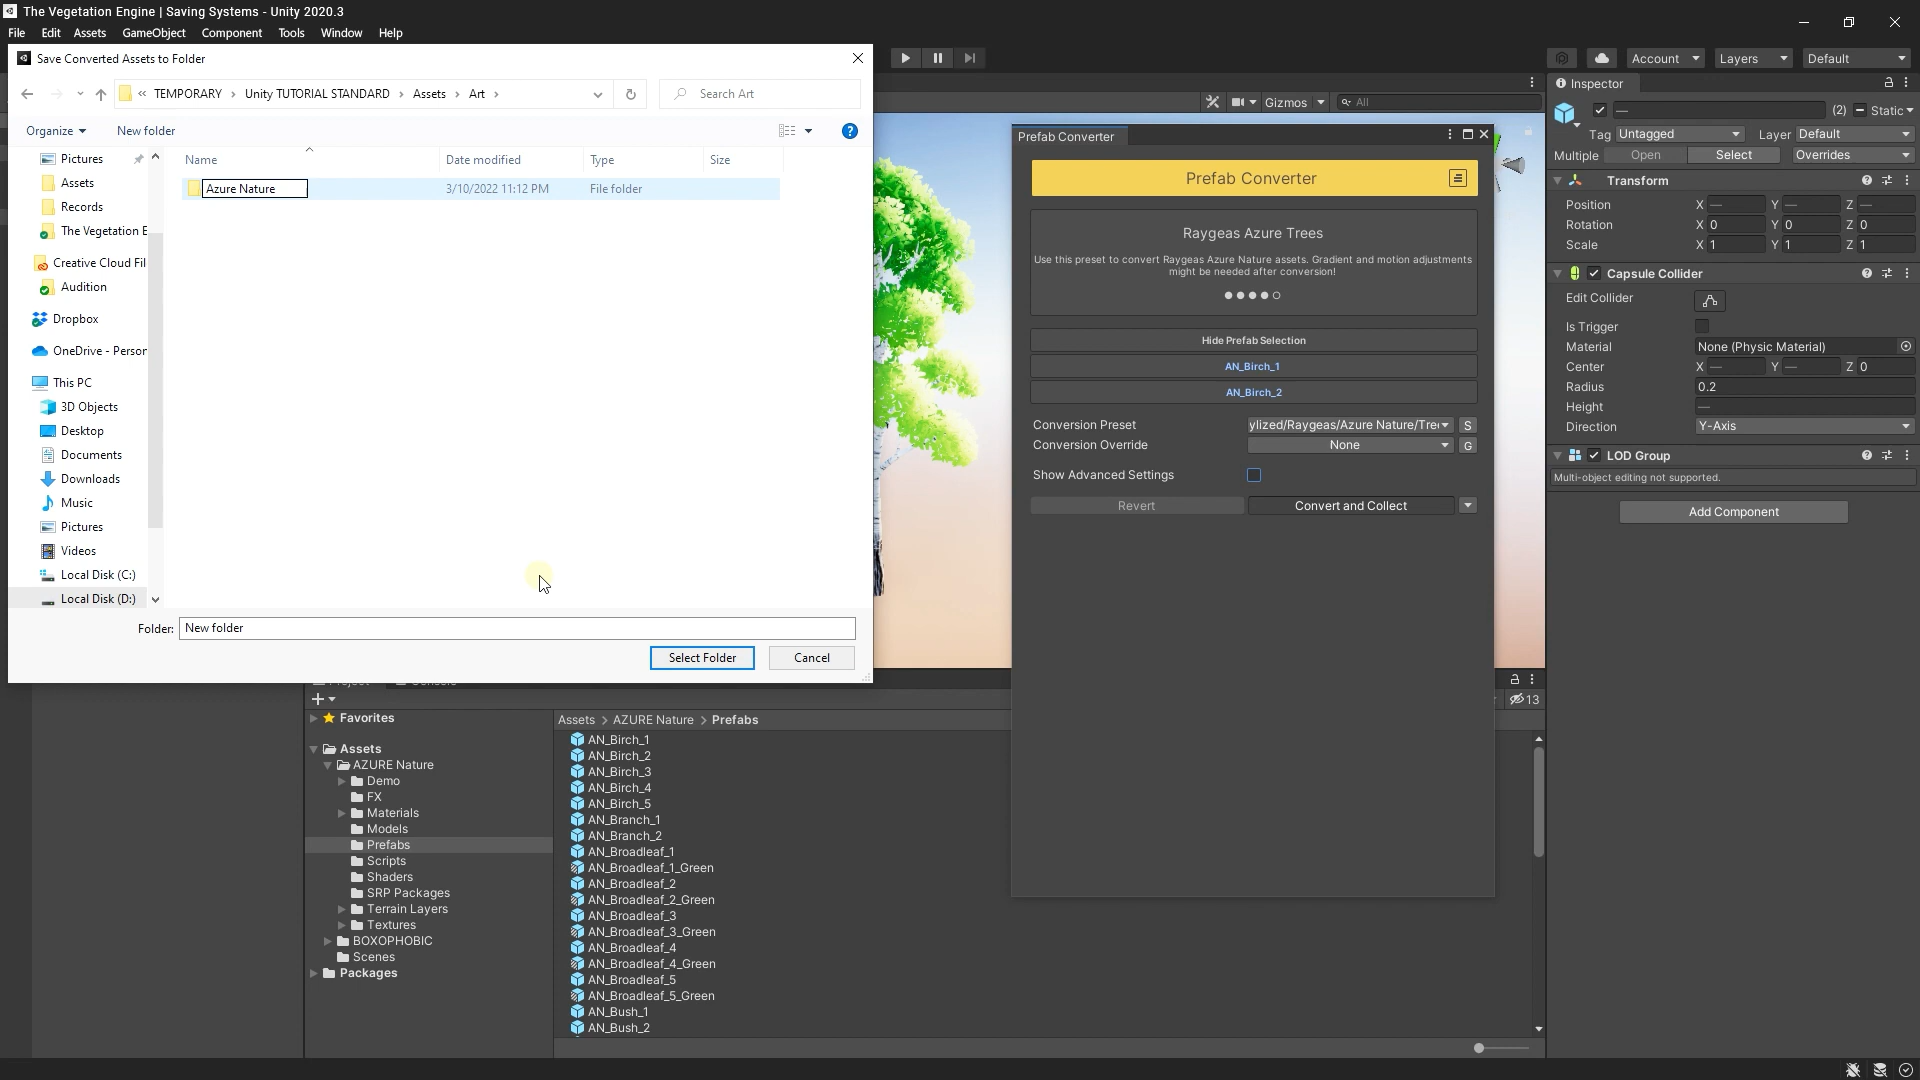 The Vegetation Engine | Saving Systems - Unity 2020.3
File Edit Assets GameObject Component Tools Window Help
Save Converted Assets to Folder
« TEMPORARY › Unity TUTORIAL STANDARD › Assets › Art ›
Search Art
Organize
New folder
Pictures
Assets
Records
The Vegetation E
Creative Cloud Fil
Audition
Dropbox
OneDrive - Person
This PC
3D Objects
Desktop
Documents
Downloads
Music
Pictures
Videos
Local Disk (C:)
Local Disk (D:)
Name Date modified Type Size
Azure Nature 3/10/2022 11:12 PM File folder
Folder: New folder
Select Folder Cancel
Account Layers Default
Gizmos All
Prefab Converter
Prefab Converter
Raygeas Azure Trees
Use this preset to convert Raygeas Azure Nature assets. Gradient and motion adjustments
might be needed after conversion!
Hide Prefab Selection
AN_Birch_1
AN_Birch_2
Conversion Preset ylized/Raygeas/Azure Nature/Tree S
Conversion Override None G
Show Advanced Settings
Revert Convert and Collect
Inspector
— (2) Static
Tag Untagged Layer Default
Multiple Open Select Overrides
Transform
Position X — Y — Z —
Rotation X 0 Y 0 Z 0
Scale X 1 Y 1 Z 1
Capsule Collider
Edit Collider
Is Trigger
Material None (Physic Material)
Center X — Y — Z 0
Radius 0.2
Height —
Direction Y-Axis
LOD Group
Multi-object editing not supported.
Add Component
13
Favorites
Assets
AZURE Nature
Demo
FX
Materials
Models
Prefabs
Scripts
Shaders
SRP Packages
Terrain Layers
Textures
BOXOPHOBIC
Scenes
Packages
Assets > AZURE Nature > Prefabs
AN_Birch_1
AN_Birch_2
AN_Birch_3
AN_Birch_4
AN_Birch_5
AN_Branch_1
AN_Branch_2
AN_Broadleaf_1
AN_Broadleaf_1_Green
AN_Broadleaf_2
AN_Broadleaf_2_Green
AN_Broadleaf_3
AN_Broadleaf_3_Green
AN_Broadleaf_4
AN_Broadleaf_4_Green
AN_Broadleaf_5
AN_Broadleaf_5_Green
AN_Bush_1
AN_Bush_2